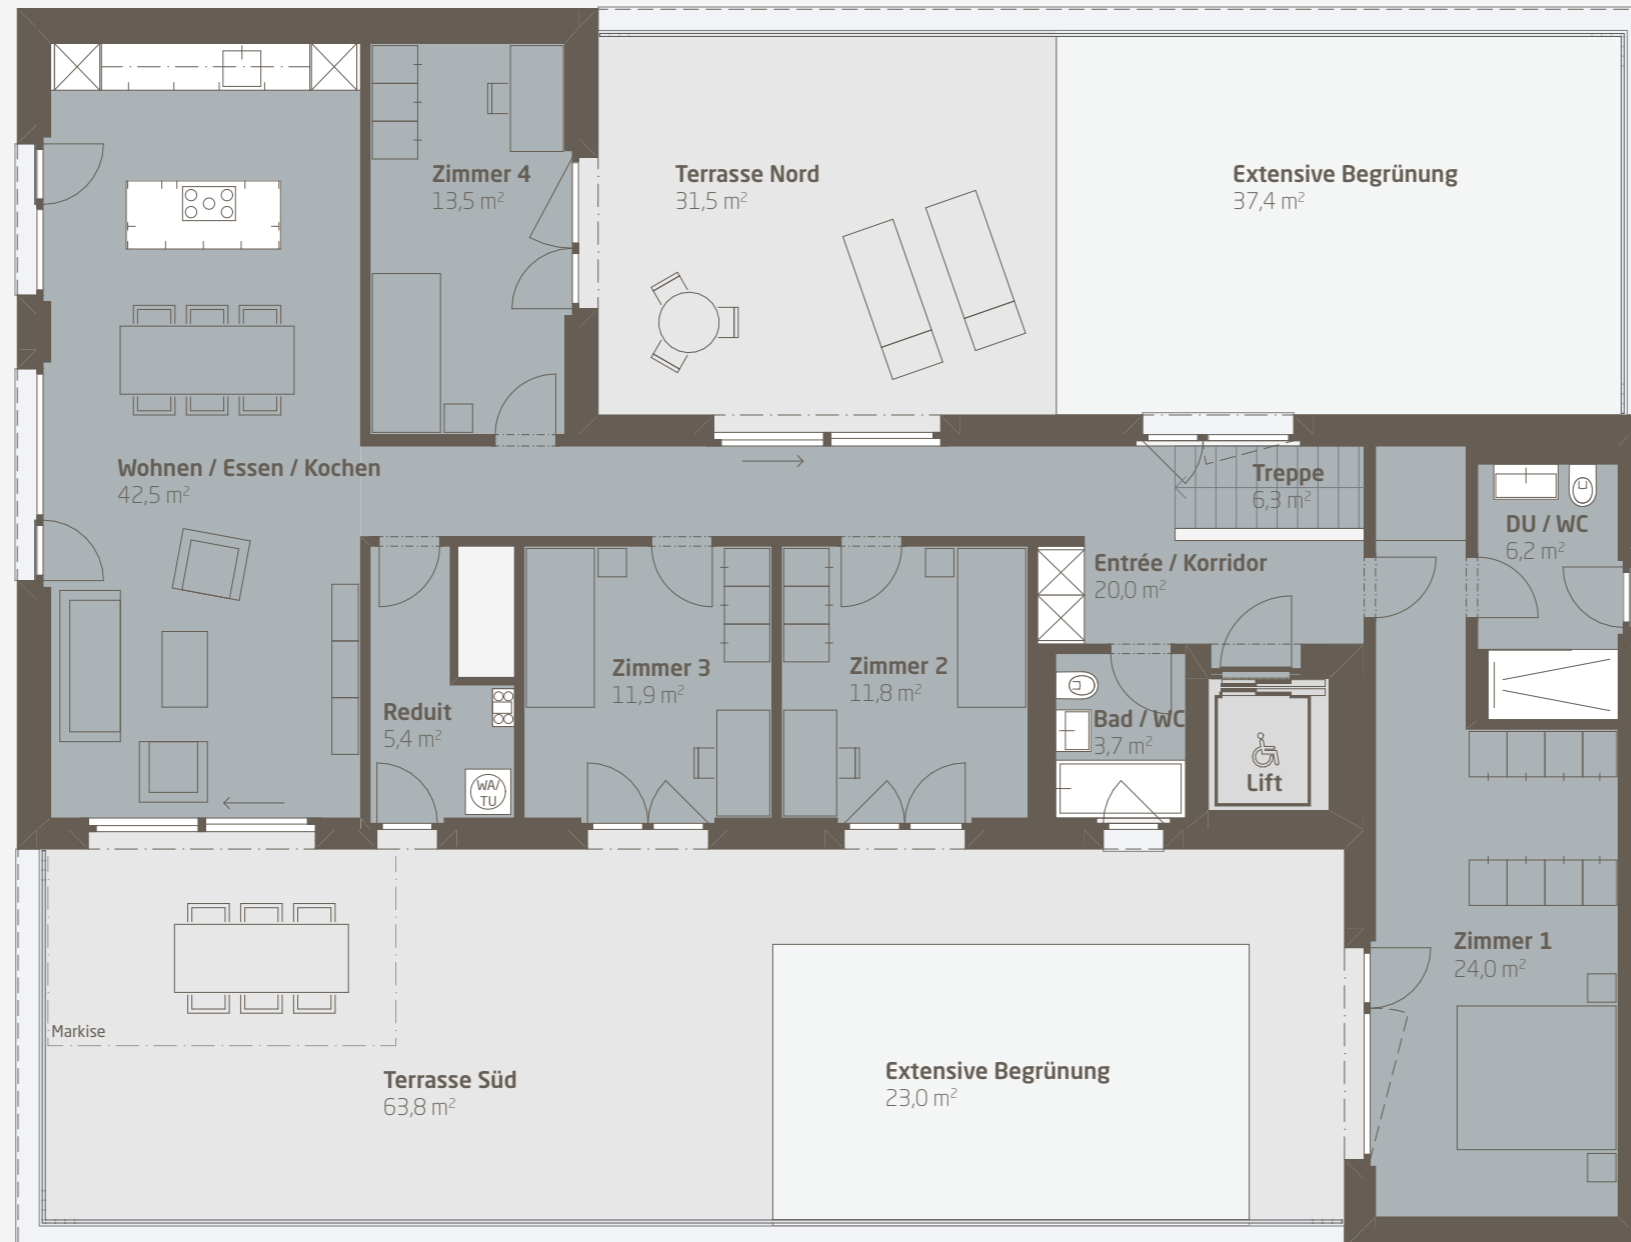 Zimmer 4
13,5 m²
Terrasse Nord
31,5 m²
Extensive Begrünung
37,4 m²
Wohnen / Essen / Kochen
42,5 m²
Treppe
6,3 m²
DU / WC
6,2 m²
Entrée / Korridor
20,0 m²
Zimmer 3
11,9 m²
Zimmer 2
11,8 m²
Reduit
5,4 m²
Bad / WC
3,7 m²
WA/
TU
Lift
Zimmer 1
24,0 m²
Markise
Terrasse Süd
63,8 m²
Extensive Begrünung
23,0 m²